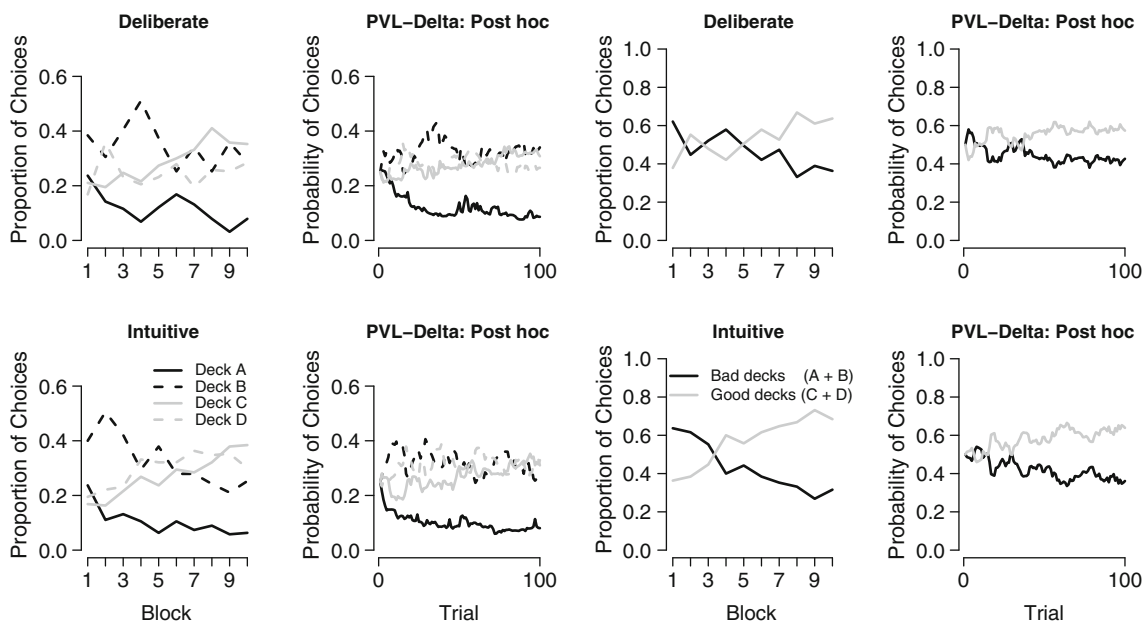 Deliberate
Proportion of Choices
0.6
0.4
0.2
0.0
1 3 5 7 9
PVL−Delta: Post hoc
Probability of Choices
0.6
0.4
0.2
0.0
0 100
Deliberate
Proportion of Choices
1.0
0.8
0.6
0.4
0.2
0.0
1 3 5 7 9
PVL−Delta: Post hoc
Probability of Choices
1.0
0.8
0.6
0.4
0.2
0.0
0 100
Intuitive
Proportion of Choices
0.6
0.4
0.2
0.0
Deck A
Deck B
Deck C
Deck D
1 3 5 7 9
Block
PVL−Delta: Post hoc
Probability of Choices
0.6
0.4
0.2
0.0
0 100
Trial
Intuitive
Proportion of Choices
1.0
0.8
0.6
0.4
0.2
0.0
Bad decks (A + B)
Good decks (C + D)
1 3 5 7 9
Block
PVL−Delta: Post hoc
Probability of Choices
1.0
0.8
0.6
0.4
0.2
0.0
0 100
Trial